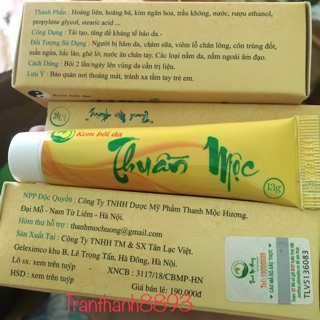 Thành Phần : Hoàng liên, hoàng bá, kim ngân hoa, trầu không, nước, rượu ethanol,
propylene glycol, stearic acid ...
Công Dụng : Tái tạo, tăng đề kháng tế bào da.
Đối Tượng Sử Dụng : Người bị hăm da, chàm sữa, viêm lỗ chân lông, côn trùng đốt,
mẩn ngứa, hắc lào, ghẻ lở, nước ăn chân tay. Các loại nấm da, nấm ngoài âm đạo.
Cách Dùng : Bôi 2 lần/ngày lên vùng da cần trị liệu.
Lưu Ý : Bảo quản nơi thoáng mát, tránh xa tầm tay trẻ em.
Thanh Mộc Hương
13g
Kem bôi da
Thuần Mộc
13g
NPP Độc Quyền : Công Ty TNHH Dược Mỹ Phẩm Thanh Mộc Hương.
Đại Mỗ - Nam Từ Liêm - Hà Nội.
Hòm thư hỗ trợ : thanhmochuong@gmail.com
Sản Xuất Tại : Công Ty TNHH TM & SX Tân Lạc Việt.
Geleximco khu B, Lê Trọng Tấn, Hà Đông, Hà Nội.
Lô sx: xem trên tuýp
XNCB : 3117/18/CBMP-HN
HSD : xem trên tuýp
Giá bán lẻ: 190.000đ
TLV5136083
Tranthanh8893